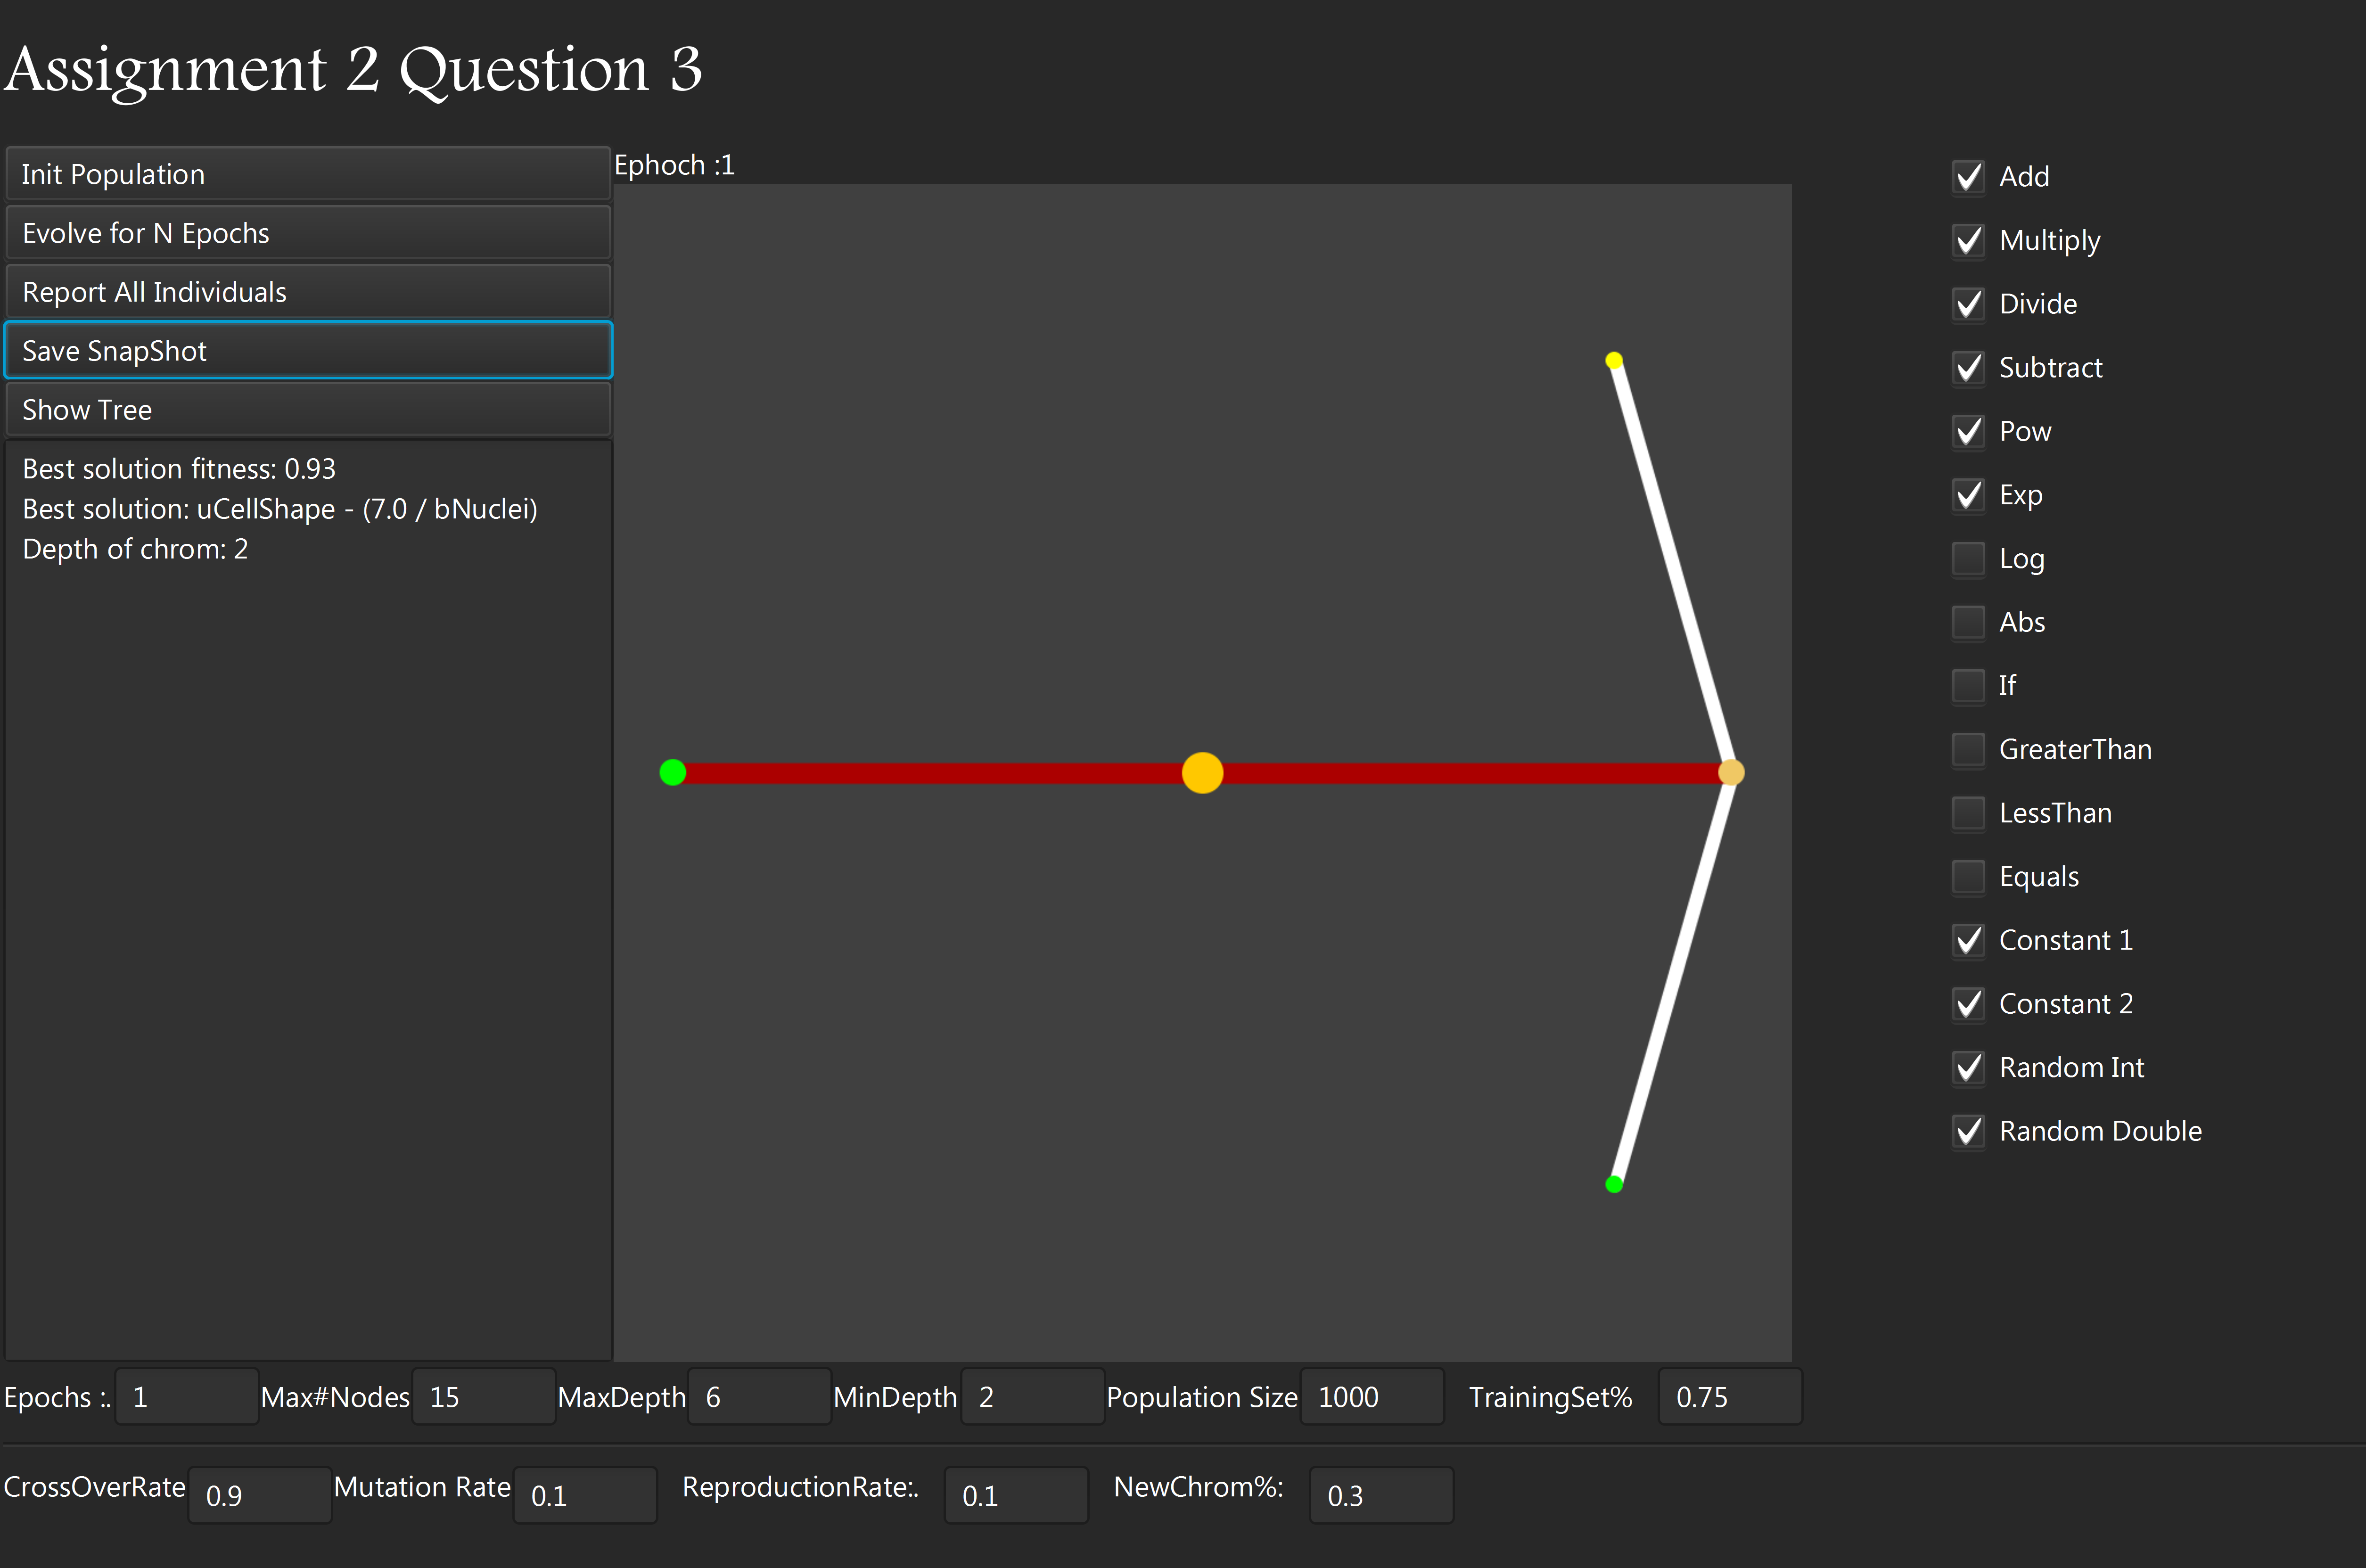 Assignment 2 Question 3
Init Population
Evolve for N Epochs
Report All Individuals
Save SnapShot
Show Tree
Best solution fitness: 0.93
Best solution: uCellShape - (7.0 / bNuclei)
Depth of chrom: 2
Ephoch :1
Add
Multiply
Divide
Subtract
Pow
Exp
Log
Abs
If
GreaterThan
LessThan
Equals
Constant 1
Constant 2
Random Int
Random Double
Epochs :. 1 Max#Nodes 15 MaxDepth 6 MinDepth 2 Population Size 1000 TrainingSet% 0.75
CrossOverRate 0.9 Mutation Rate 0.1 ReproductionRate:. 0.1 NewChrom%: 0.3